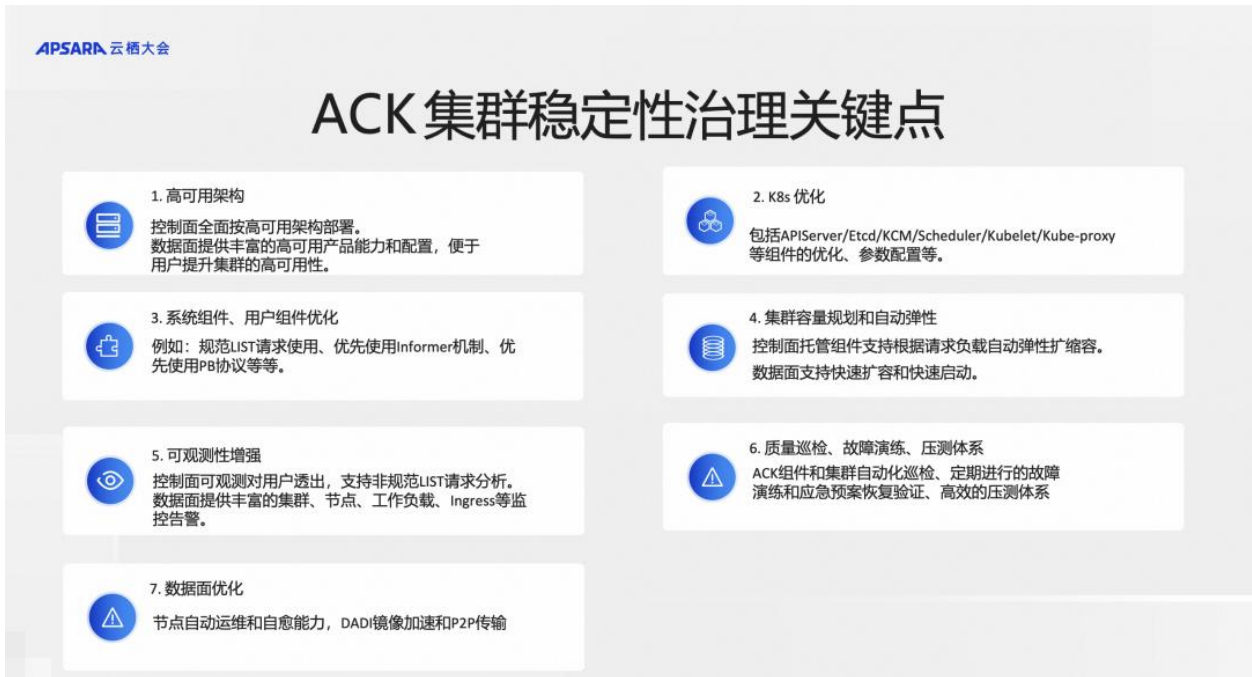 APSARA 云栖大会
ACK 集群稳定性治理关键点
1. 高可用架构
控制面全面按高可用架构部署。
数据面提供丰富的高可用产品能力和配置，便于
用户提升集群的高可用性。
2. K8s 优化
包括APIServer/Etcd/KCM/Scheduler/Kubelet/Kube-proxy
等组件的优化、参数配置等。
3. 系统组件、用户组件优化
例如：规范LIST请求使用、优先使用Informer机制、优
先使用PB协议等等。
4. 集群容量规划和自动弹性
控制面托管组件支持根据请求负载自动弹性扩缩容。
数据面支持快速扩容和快速启动。
5. 可观测性增强
控制面可观测对用户透出，支持非规范LIST请求分析。
数据面提供丰富的集群、节点、工作负载、Ingress等监
控告警。
6. 质量巡检、故障演练、压测体系
ACK组件和集群自动化巡检、定期进行的故障
演练和应急预案恢复验证、高效的压测体系
7. 数据面优化
节点自动运维和自愈能力，DADI镜像加速和P2P传输